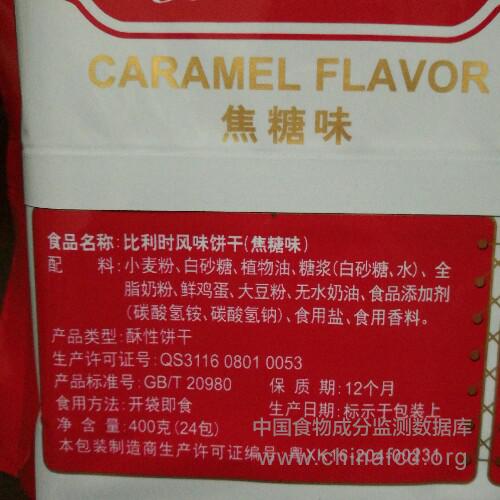 CARAMEL FLAVOR
焦糖味
食品名称:比利时风味饼干(焦糖味)
配 料:小麦粉、白砂糖、植物油、糖浆(白砂糖、水)、全
脂奶粉、鲜鸡蛋、大豆粉、无水奶油、食品添加剂
(碳酸氢铵、碳酸氢钠)、食用盐、食用香料。
产品类型:酥性饼干
生产许可证号:QS3116 0801 0053
产品标准号:GB/T 20980 保 质 期:12个月
食用方法:开袋即食 生产日期:标示于包装上
净含量:400克(24包)
中国食物成分监测数据库
本包装制造商生产许可证编号:粤XK16-204-00231
www.chinafcd.org